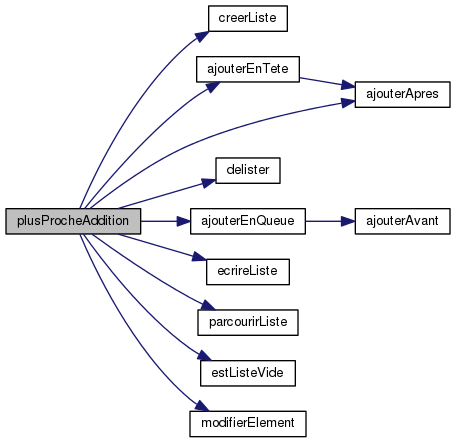 creerListe
ajouterEnTete
ajouterApres
delister
plusProcheAddition
ajouterEnQueue
ajouterAvant
ecrireListe
parcourirListe
estListeVide
modifierElement